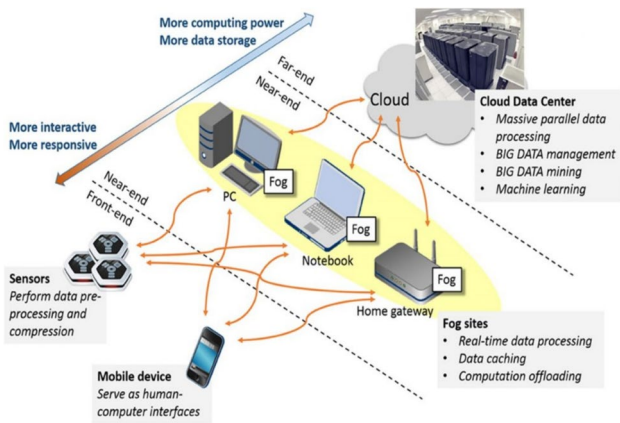 More computing power
More data storage
Far-end
Near-end
Cloud
Cloud Data Center
• Massive parallel data
processing
• BIG DATA management
• BIG DATA mining
• Machine learning
More interactive
More responsive
Near-end
Front-end
PC
Fog
Notebook
Fog
Home gateway
Fog
Sensors
Perform data pre-
processing and
compression
Fog sites
• Real-time data processing
• Data caching
• Computation offloading
Mobile device
Serve as human-
computer interfaces